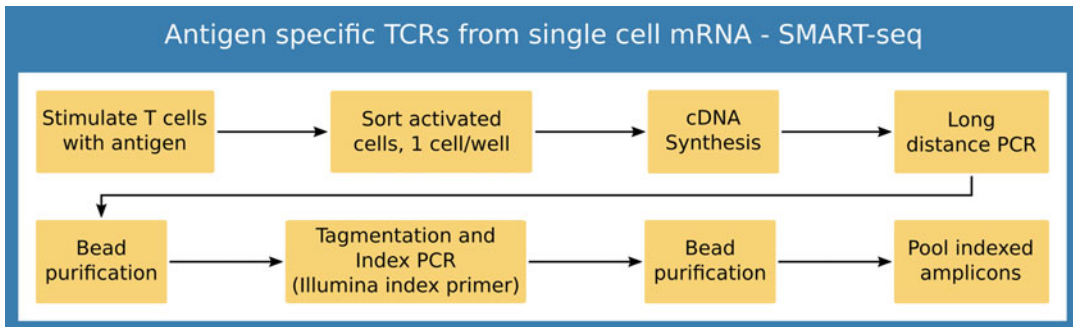 Antigen specific TCRs from single cell mRNA - SMART-seq
Stimulate T cells
with antigen
Sort activated
cells, 1 cell/well
cDNA
Synthesis
Long
distance PCR
Bead
purification
Tagmentation and
Index PCR
(Illumina index primer)
Bead
purification
Pool indexed
amplicons